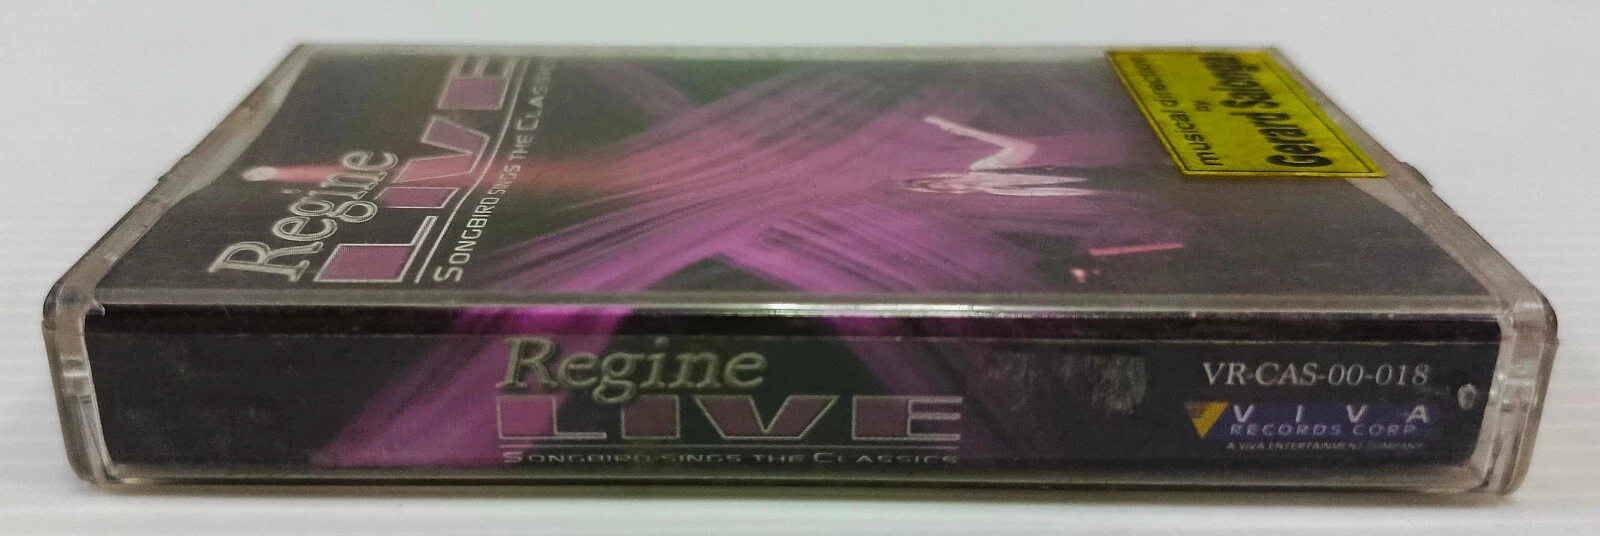 Regine
LIVE
SONGBIRD SINGS THE CLASSICS
musical direction
by
Gerard Salonga
Regine
LIVE
SONGBIRD SINGS THE CLASSICS
VR-CAS-00-018
VIVA
RECORDS CORP
A VIVA ENTERTAINMENT COMPANY